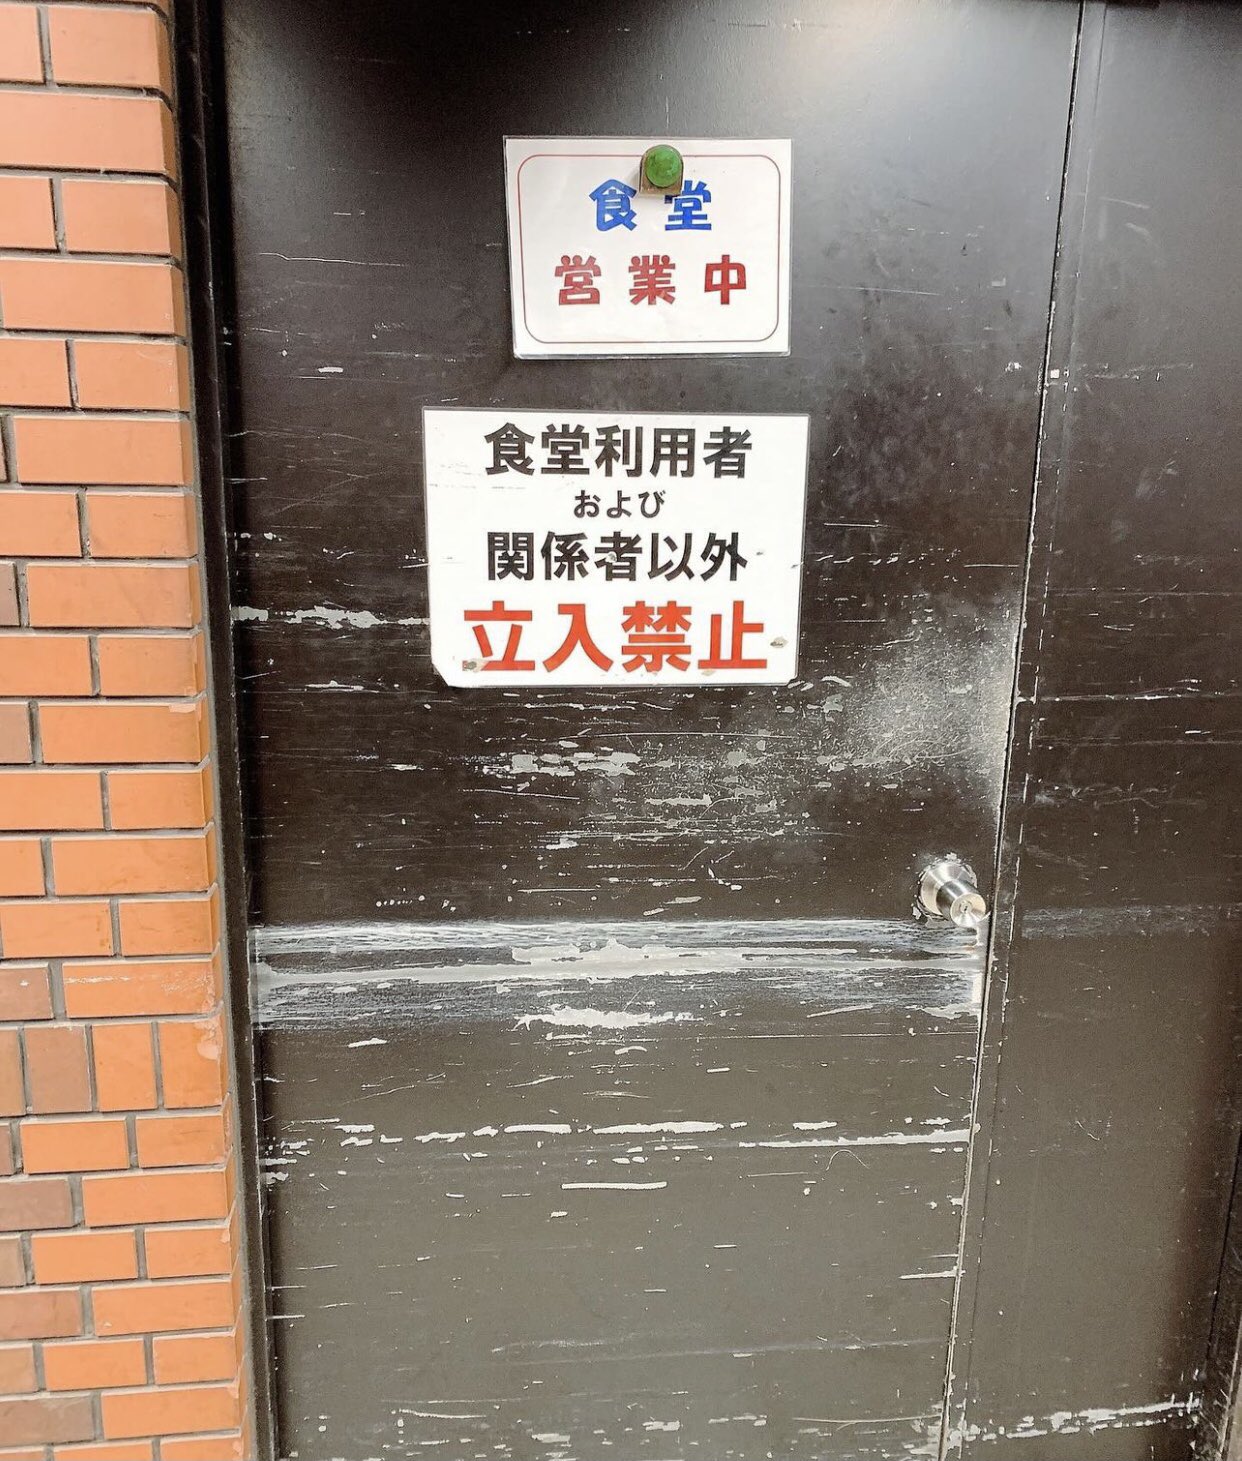 食堂
営業中
食堂利用者
および
関係者以外
立入禁止